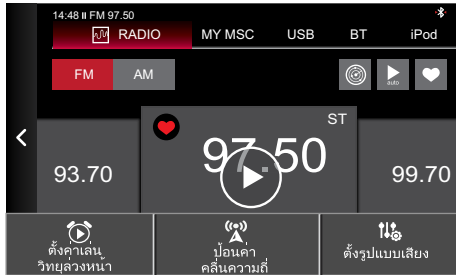 14:48 FM 97.50
RADIO MY MSC USB BT iPod
FM AM auto
ST
93.70 97.50 99.70
ตั้งค่าเล่น
วิทยุล่วงหน้า
ป้อนค่า
คลื่นความถี่
ตั้งรูปแบบเสียง